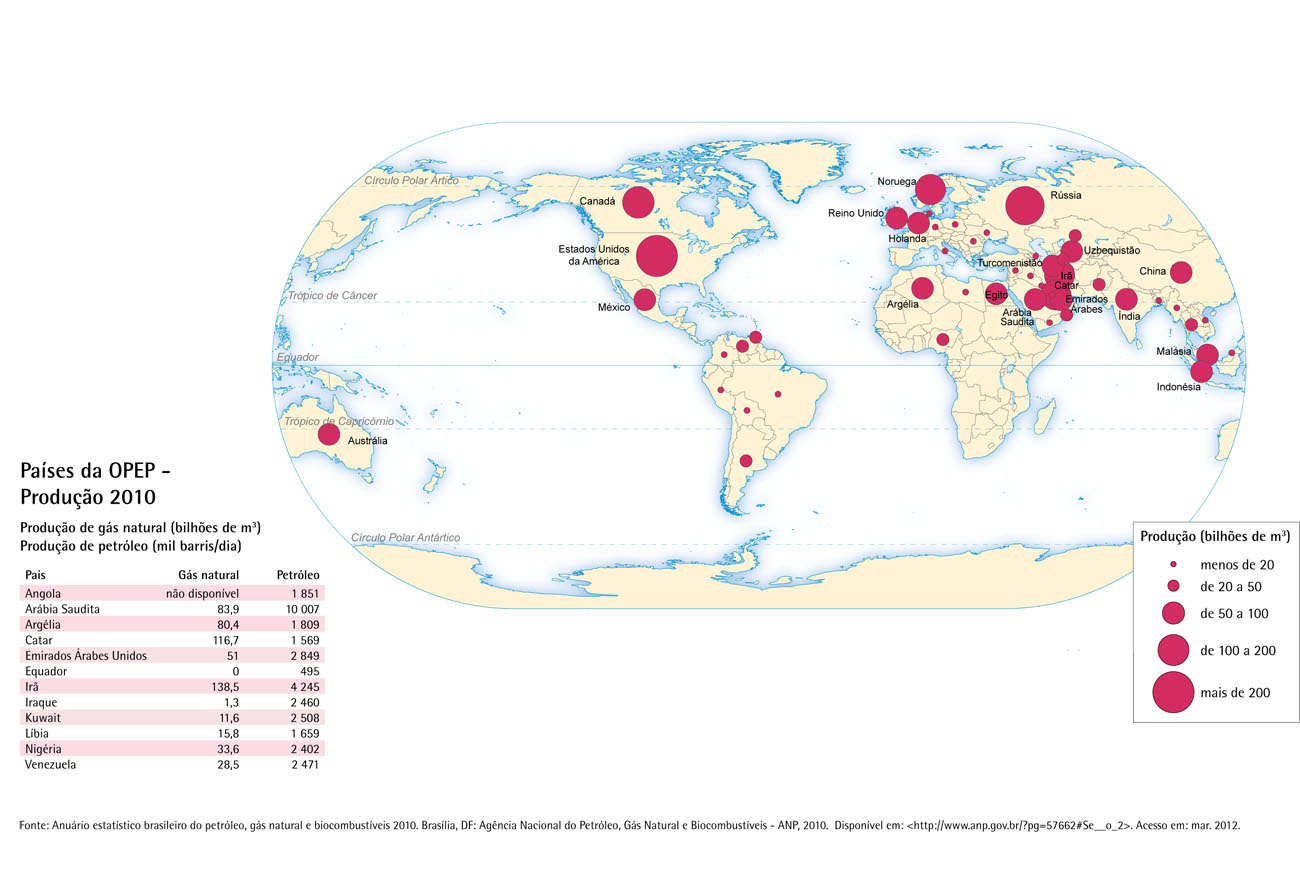 Círculo Polar Ártico
Noruega
Rússia
Canadá
Reino Unido
Holanda
Estados Unidos
da América
Uzbequistão
Turcomenistão
China
Irã
Catar
Trópico de Câncer
México
Argélia
Egito
Emirados
Árabes
Arábia
Saudita
Índia
Malásia
Equador
Indonésia
Trópico de Capricórnio
Austrália
Círculo Polar Antártico
Países da OPEP -
Produção 2010
Produção de gás natural (bilhões de m³)
Produção de petróleo (mil barris/dia)
Pais Gás natural Petróleo
Angola não disponível 1 851
Arábia Saudita 83,9 10 007
Argélia 80,4 1 809
Catar 116,7 1 569
Emirados Árabes Unidos 51 2 849
Equador 0 495
Irã 138,5 4 245
Iraque 1,3 2 460
Kuwait 11,6 2 508
Líbia 15,8 1 659
Nigéria 33,6 2 402
Venezuela 28,5 2 471
Produção (bilhões de m³)
menos de 20
de 20 a 50
de 50 a 100
de 100 a 200
mais de 200
Fonte: Anuário estatístico brasileiro do petróleo, gás natural e biocombustíveis 2010. Brasília, DF: Agência Nacional do Petróleo, Gás Natural e Biocombustíveis - ANP, 2010. Disponível em: <http://www.anp.gov.br/?pg=57662#Se__o_2>. Acesso em: mar. 2012.